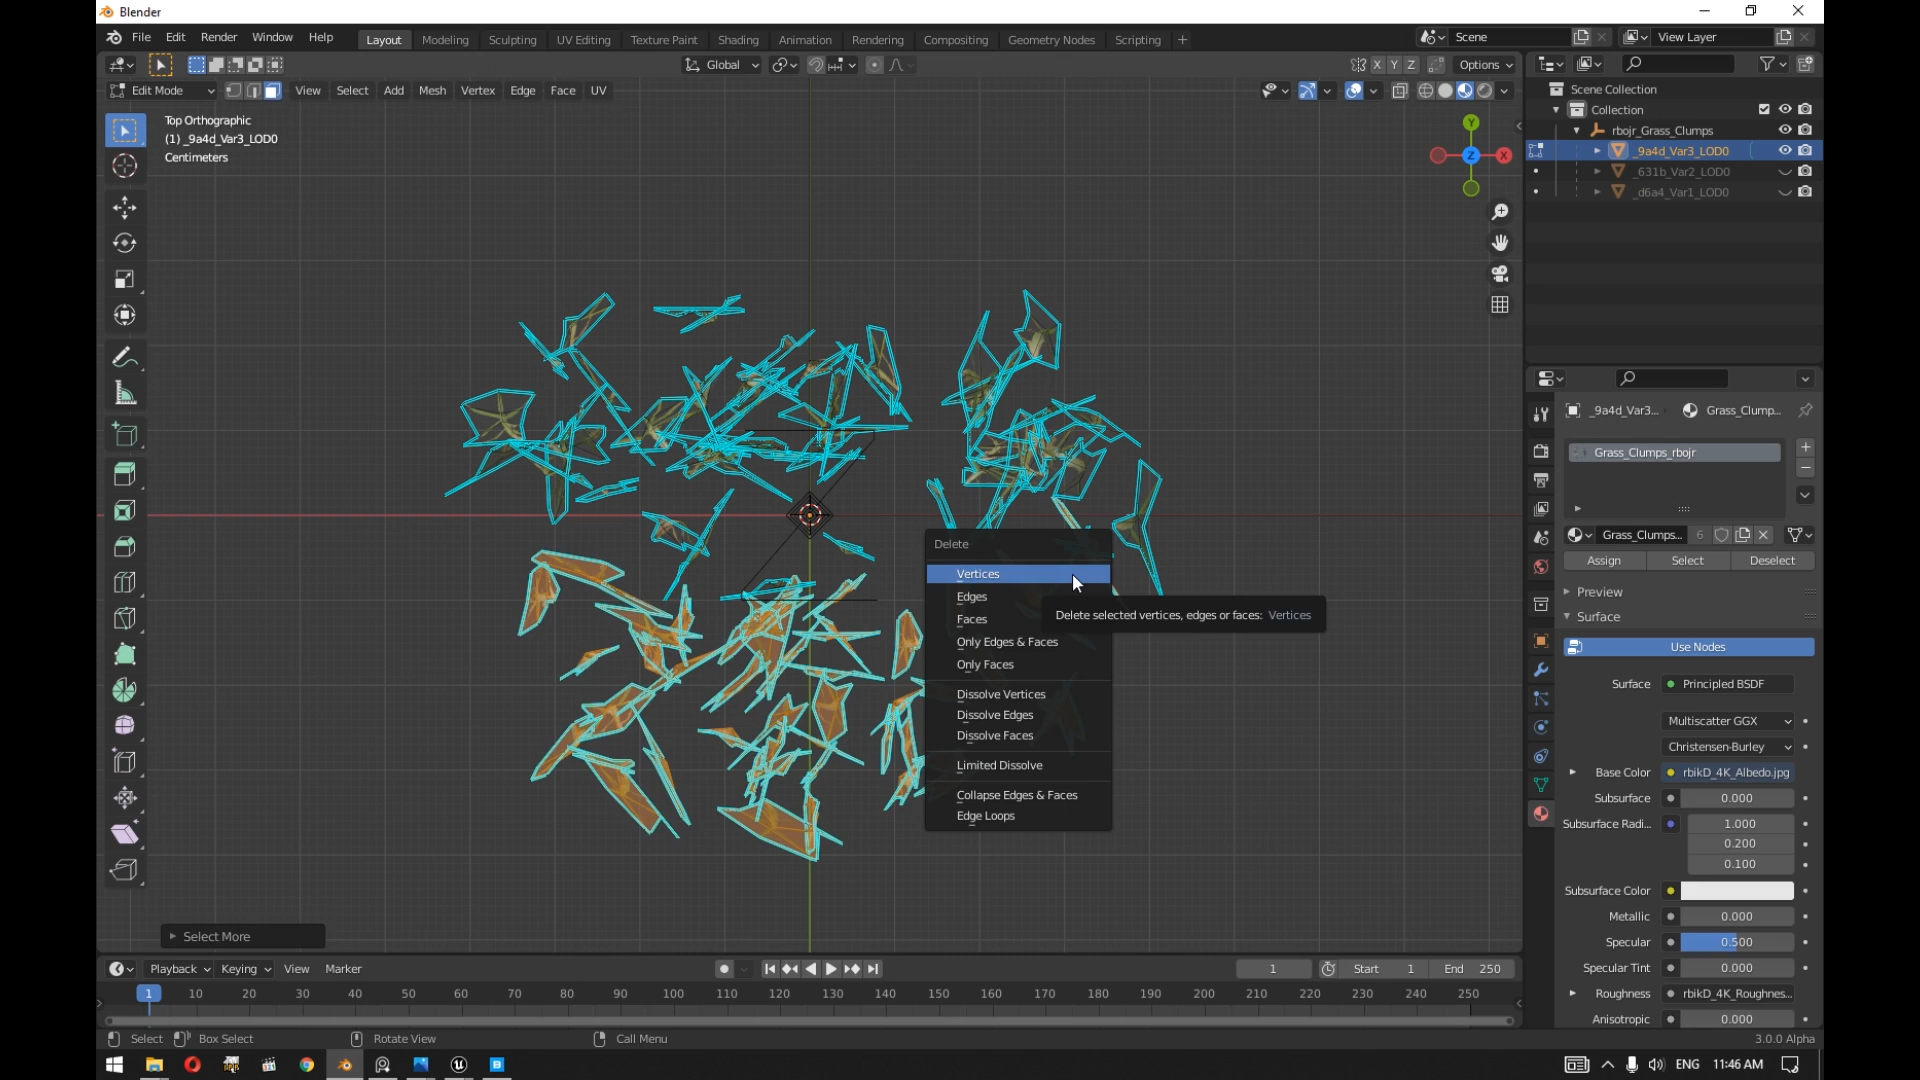 Blender
File Edit Render Window Help Layout Modeling Sculpting UV Editing Texture Paint Shading Animation Rendering Compositing Geometry Nodes Scripting + Scene View Layer
Global X Y Z Options
Edit Mode View Select Add Mesh Vertex Edge Face UV
Top Orthographic
(1) _9a4d_Var3_LOD0
Centimeters
Y
Z
X
Scene Collection
Collection
rbojr_Grass_Clumps
_9a4d_Var3_LOD0
_631b_Var2_LOD0
_d6a4_Var1_LOD0
Delete
Vertices
Edges
Faces
Only Edges & Faces
Only Faces
Dissolve Vertices
Dissolve Edges
Dissolve Faces
Limited Dissolve
Collapse Edges & Faces
Edge Loops
Delete selected vertices, edges or faces: Vertices
_9a4d_Var3... Grass_Clump...
Grass_Clumps_rbojr
Grass_Clumps... 6
Assign Select Deselect
Preview
Surface
Use Nodes
Surface Principled BSDF
Multiscatter GGX
Christensen-Burley
Base Color rbikD_4K_Albedo.jpg
Subsurface 0.000
Subsurface Radi... 1.000
0.200
0.100
Subsurface Color
Metallic 0.000
Specular 0.500
Specular Tint 0.000
Roughness rbikD_4K_Roughnes...
Anisotropic 0.000
Select More
Playback Keying View Marker 1 Start 1 End 250
1 10 20 30 40 50 60 70 80 90 100 110 120 130 140 150 160 170 180 190 200 210 220 230 240 250
Select Box Select Rotate View Call Menu 3.0.0 Alpha
ENG 11:46 AM